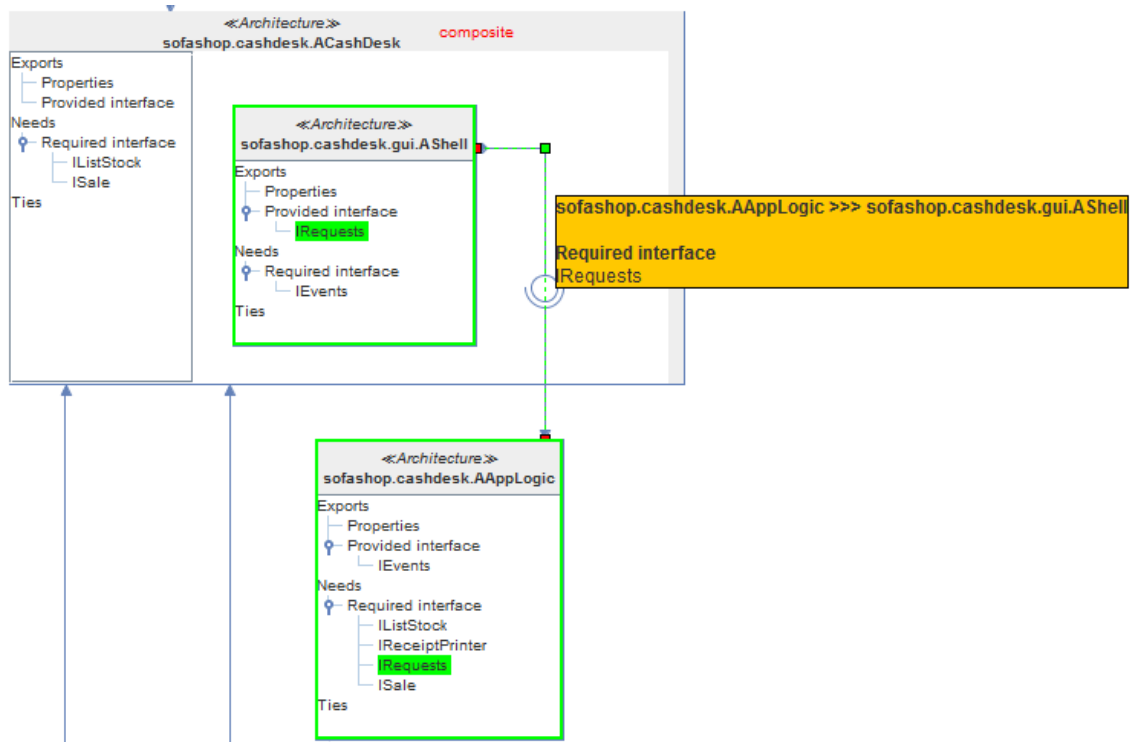 ≪Architecture≫
sofashop.cashdesk.ACashDesk
composite
Exports
Properties
Provided interface
Needs
Required interface
IListStock
ISale
Ties
≪Architecture≫
sofashop.cashdesk.gui.AShell
Exports
Properties
Provided interface
IRequests
Needs
Required interface
IEvents
Ties
sofashop.cashdesk.AAppLogic >>> sofashop.cashdesk.gui.AShell
Required interface
IRequests
≪Architecture≫
sofashop.cashdesk.AAppLogic
Exports
Properties
Provided interface
IEvents
Needs
Required interface
IListStock
IReceiptPrinter
IRequests
ISale
Ties